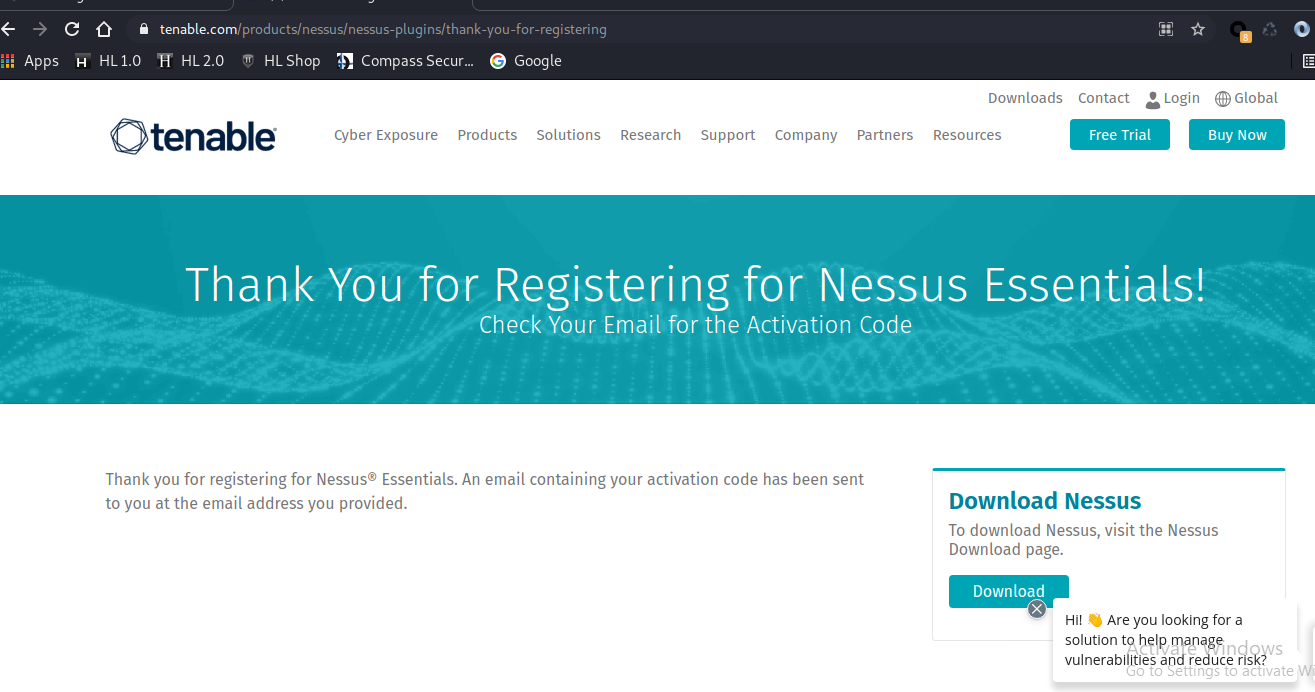 tenable.com/products/nessus/nessus-plugins/thank-you-for-registering
8
Apps HL 1.0 HL 2.0 HL Shop Compass Secur... Google
Downloads Contact Login Global
tenable
Cyber Exposure Products Solutions Research Support Company Partners Resources Free Trial Buy Now
Thank You for Registering for Nessus Essentials!
Check Your Email for the Activation Code
Thank you for registering for Nessus® Essentials. An email containing your activation code has been sent
to you at the email address you provided.
Download Nessus
To download Nessus, visit the Nessus
Download page.
Download
Hi! 👋 Are you looking for a
solution to help manage
vulnerabilities and reduce risk?
Activate Windows
Go to Settings to activate Wi